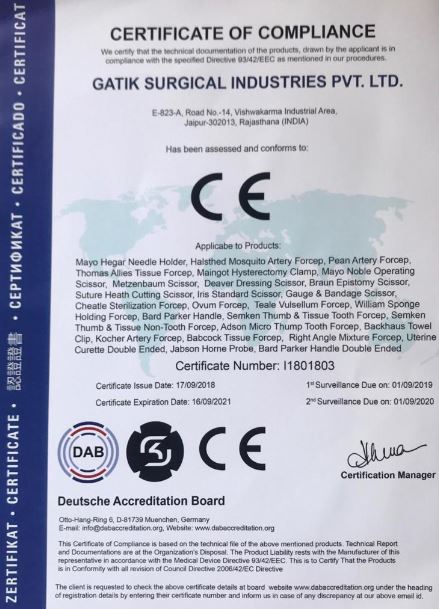 ZERTIFIKAT • CERTIFICATE • 認證證書 • СЕРТИФИКАТ • CERTIFICADO • CERTIFICAT
CERTIFICATE OF COMPLIANCE
We certify that the technical documentation of the products, drawn by the applicant is in
compliance with the specified Directive 93/42/EEC as mentioned in our procedures.
GATIK SURGICAL INDUSTRIES PVT. LTD.
E-823-A, Road No.-14, Vishwakarma Industrial Area,
Jaipur-302013, Rajasthana (INDIA)
Has been assessed and conforms to:
CE
Applicabe to Products:
Mayo Hegar Needle Holder, Halsthed Mosquito Artery Forcep, Pean Artery Forcep,
Thomas Allies Tissue Forcep, Maingot Hysterectomy Clamp, Mayo Noble Operating
Scissor, Metzenbaum Scissor, Deaver Dressing Scissor, Braun Epistomy Scissor,
Suture Heath Cutting Scissor, Iris Standard Scissor, Gauge & Bandage Scissor,
Cheatle Sterilization Forcep, Ovum Forcep, Teale Vulsellum Forcep, William Sponge
Holding Forcep, Bard Parker Handle, Semken Thumb & Tissue Tooth Forcep, Semken
Thumb & Tissue Non-Tooth Forcep, Adson Micro Thump Tooth Forcep, Backhaus Towel
Clip, Kocher Artery Forcep, Babcock Tissue Forcep, Right Angle Mixture Forcep, Uterine
Curette Double Ended, Jabson Horne Probe, Bard Parker Handle Double Ended
Certificate Number: I1801803
Certificate Issue Date: 17/09/2018
1st Surveillance Due on: 01/09/2019
Certificate Expiration Date: 16/09/2021
2nd Surveillance Due on: 01/09/2020
DAB
CE
Certification Manager
Deutsche Accreditation Board
Otto-Hang-Ring 6, D-81739 Muenchen, Germany
E-mail: info@dabaccreditation.org, Website: www.dabaccreditation.org
This Certificate of Compliance is based on the technical file of the above mentioned products. Technical Report
and Documentations are at the Organization's Disposal. The Product Liability rests with the Manufacturer of this
representative in accordance with the Medical Device Directive 93/42/EEC. This is to Certify That the Products
is in Conformity with all revision of Council Directive 2006/42/EC Directive
The client is requested to check the above certificate details at board website www.dabaccreditation.org under the heading
of registration details by entering their certificate number and inform us in case of any discrepancy at our above email id.